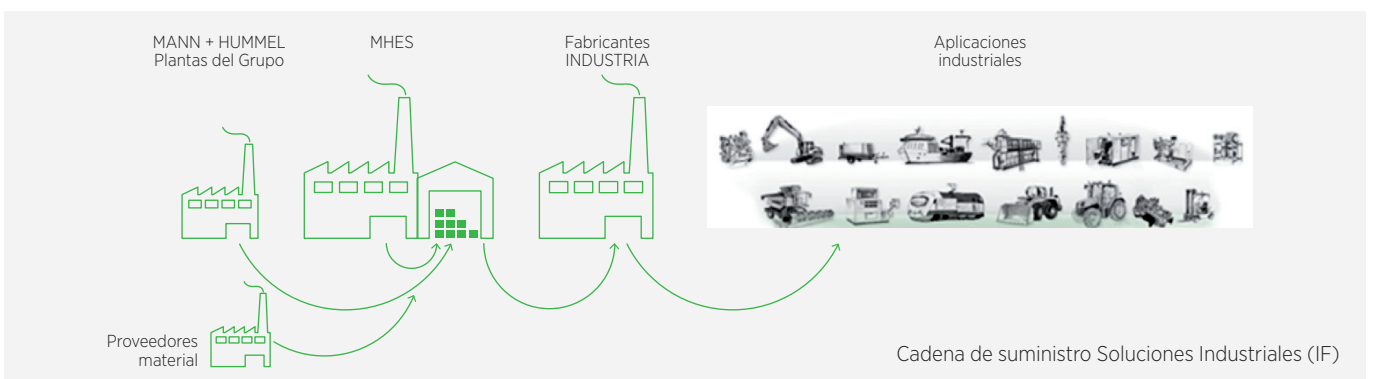 MANN + HUMMEL
Plantas del Grupo
MHES
Fabricantes
INDUSTRIA
Aplicaciones
industriales
Proveedores
material
Cadena de suministro Soluciones Industriales (IF)